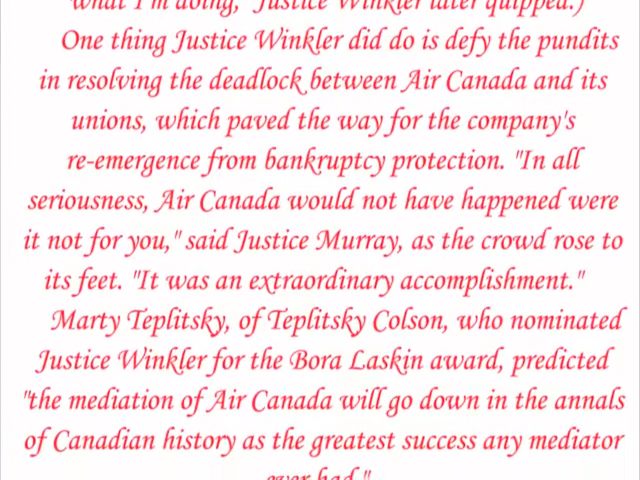 what I'm doing," Justice Winkler later quipped.)
One thing Justice Winkler did do is defy the pundits
in resolving the deadlock between Air Canada and its
unions, which paved the way for the company's
re-emergence from bankruptcy protection. "In all
seriousness, Air Canada would not have happened were
it not for you," said Justice Murray, as the crowd rose to
its feet. "It was an extraordinary accomplishment."
Marty Teplitsky, of Teplitsky Colson, who nominated
Justice Winkler for the Bora Laskin award, predicted
"the mediation of Air Canada will go down in the annals
of Canadian history as the greatest success any mediator
ever had."